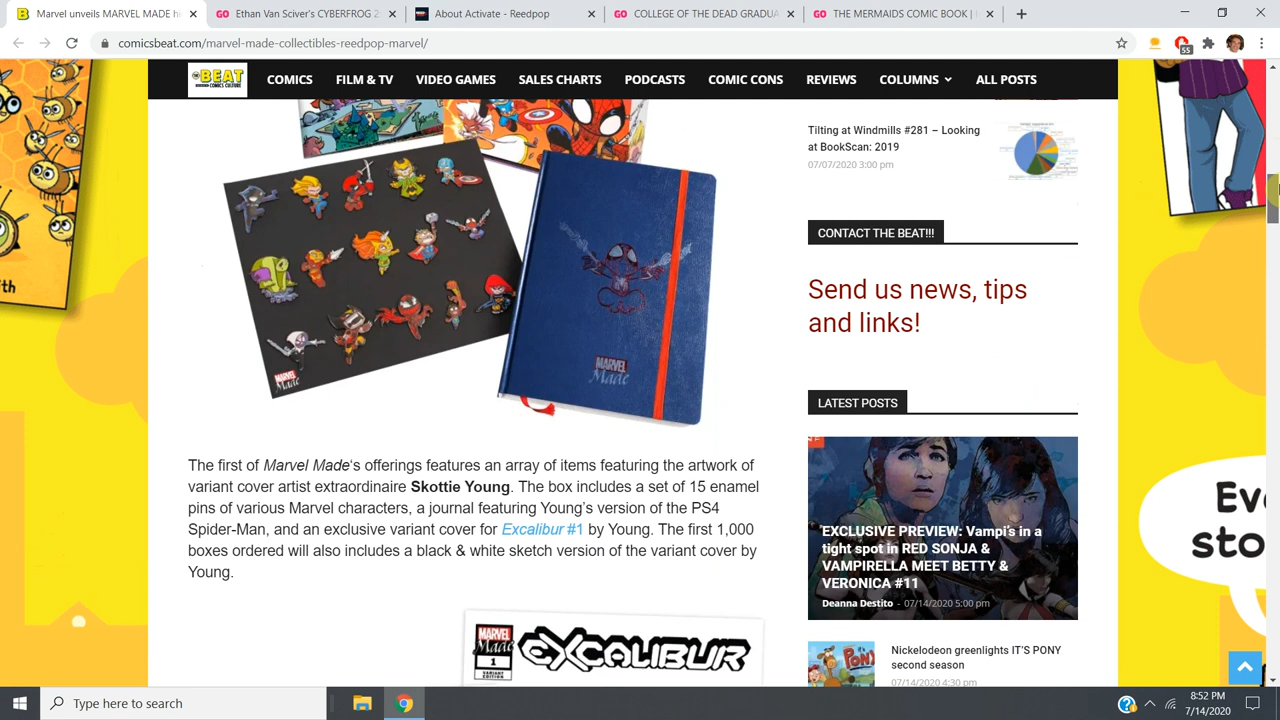 Marvel unveils MARVEL MADE h
Ethan Van Sciver's CYBERFROG 2
About Activate - Reedpop
COLLEGE OF THE DEAD GRADUA
THE MERMAIDS COMIC BOOK |
comicsbeat.com/marvel-made-collectibles-reedpop-marvel/
55
THE BEAT
COMICS CULTURE
COMICS
FILM & TV
VIDEO GAMES
SALES CHARTS
PODCASTS
COMIC CONS
REVIEWS
COLUMNS
ALL POSTS
Tilting at Windmills #281 – Looking
at BookScan: 2019
07/07/2020 3:00 pm
CONTACT THE BEAT!!!
Send us news, tips
and links!
MARVEL
Made
MARVEL
Made
th
LATEST POSTS
The first of Marvel Made‘s offerings features an array of items featuring the artwork of
variant cover artist extraordinaire Skottie Young. The box includes a set of 15 enamel
pins of various Marvel characters, a journal featuring Young's version of the PS4
Spider-Man, and an exclusive variant cover for Excalibur #1 by Young. The first 1,000
boxes ordered will also includes a black & white sketch version of the variant cover by
Young.
EXCLUSIVE PREVIEW: Vampi's in a
tight spot in RED SONJA &
VAMPIRELLA MEET BETTY &
VERONICA #11
Deanna Destito - 07/14/2020 5:00 pm
Ev
sto
MARVEL
Made
1
VARIANT
EDITION
EXCALIBUR
PONY
Nickelodeon greenlights IT'S PONY
second season
07/14/2020 4:30 pm
Type here to search
8:52 PM
7/14/2020